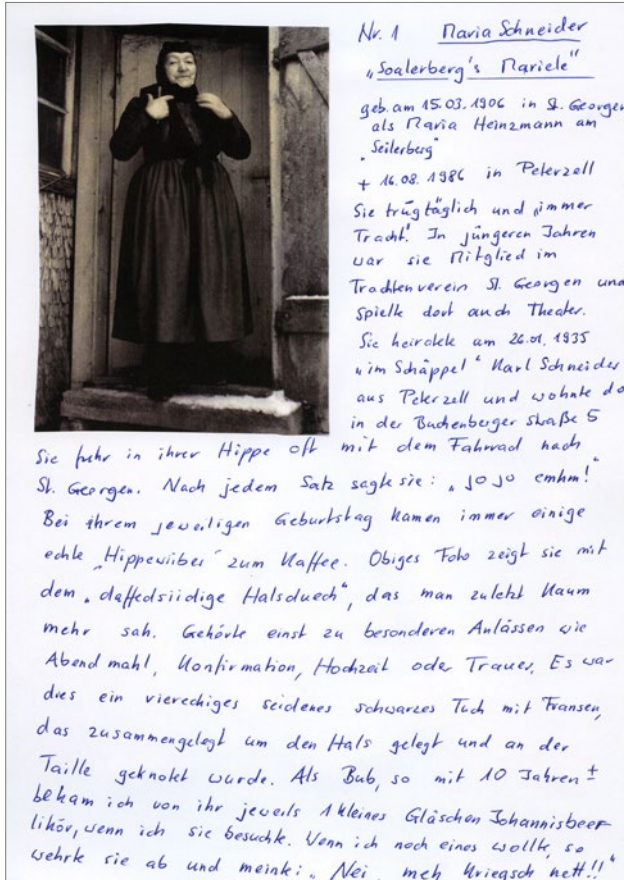 Nr. 1 Maria Schneider
"Soalerberg's Mariele"
geb. am 15.03.1906 in St. Georgen
als Maria Heinzmann am
"Seilerberg"
+ 16.08.1986 in Peterzell
Sie trug täglich und "immer
Tracht". In jüngeren Jahren
war sie Mitglied im
Trachtenverein St. Georgen und
spielte dort auch Theater.
Sie heiratete am 26.01.1935
"im Schäppel" Karl Schneider
aus Peterzell und wohnte do
in der Buchenberger Straße 5
Sie fuhr in ihrer Hippe oft mit dem Fahrrad nach
St. Georgen. Nach jedem Satz sagte sie: "jo jo emhm!"
Bei ihrem jeweiligen Geburtstag kamen immer einige
echte "Hippewiiber" zum Kaffee. Obiges Foto zeigt sie mit
dem "daffedsiidige Halsduech", das man zuletzt kaum
mehr sah. Gehörte einst zu besonderen Anlässen wie
Abendmahl, Konfirmation, Hochzeit oder Trauer. Es war
dies ein viereckiges seidenes schwarzes Tuch mit Fransen,
das zusammengelegt um den Hals gelegt und an der
Taille geknotet wurde. Als Bub, so mit 10 Jahren ±
bekam ich von ihr jeweils 1 kleines Gläschen Johannisbeer-
likör, wenn ich sie besuchte. Wenn ich noch eines wollte, so
wehrte sie ab und meinte: "Nei, meh kriegsch nett!!"